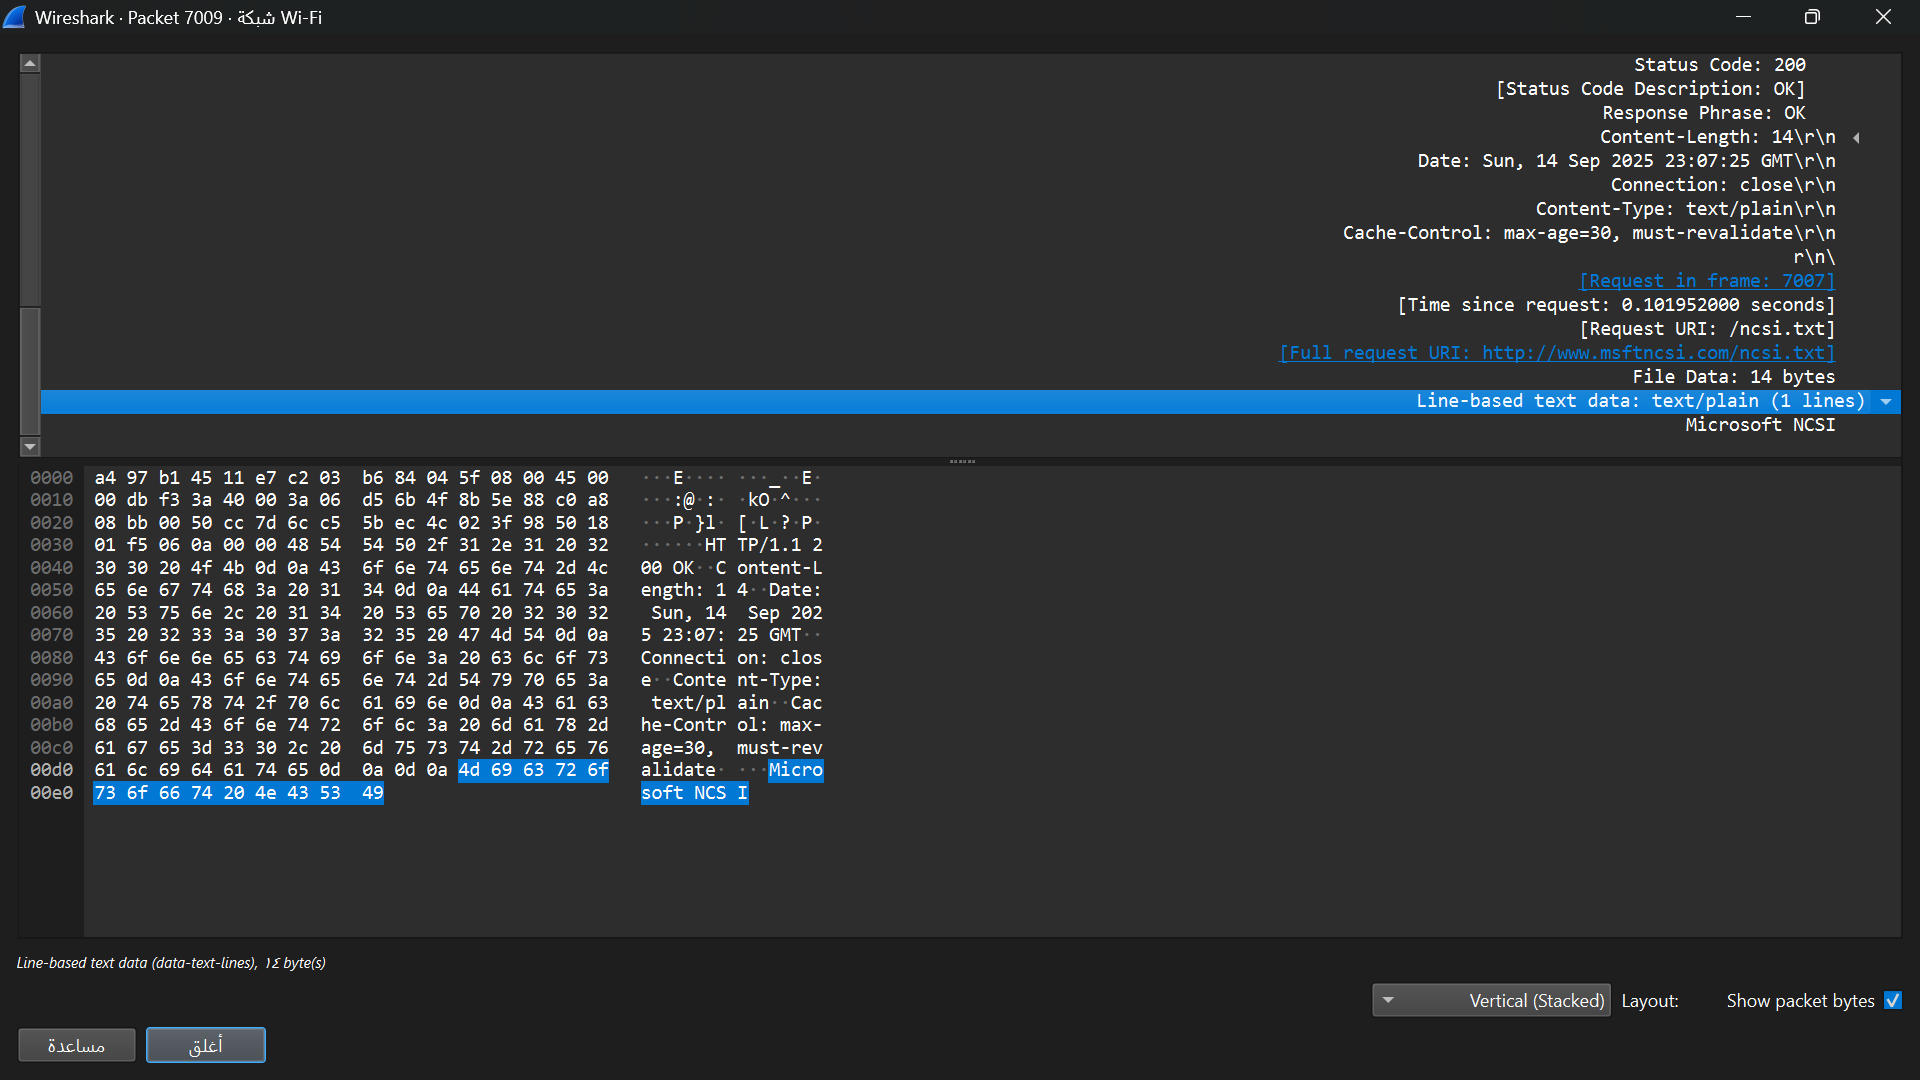 Wireshark · Packet 7009 · شبكة Wi-Fi
Status Code: 200
[Status Code Description: OK]
Response Phrase: OK
Content-Length: 14\r\n
Date: Sun, 14 Sep 2025 23:07:25 GMT\r\n
Connection: close\r\n
Content-Type: text/plain\r\n
Cache-Control: max-age=30, must-revalidate\r\n
r\n\
[Request in frame: 7007]
[Time since request: 0.101952000 seconds]
[Request URI: /ncsi.txt]
[Full request URI: http://www.msftncsi.com/ncsi.txt]
File Data: 14 bytes
Line-based text data: text/plain (1 lines)
Microsoft NCSI
0000 a4 97 b1 45 11 e7 c2 03 b6 84 04 5f 08 00 45 00 ···E···· ···_··E·
0010 00 db f3 3a 40 00 3a 06 d5 6b 4f 8b 5e 88 c0 a8 ···:@·:· ·kO·^···
0020 08 bb 00 50 cc 7d 6c c5 5b ec 4c 02 3f 98 50 18 ···P·}l· [·L·?·P·
0030 01 f5 06 0a 00 00 48 54 54 50 2f 31 2e 31 20 32 ······HT TP/1.1 2
0040 30 30 20 4f 4b 0d 0a 43 6f 6e 74 65 6e 74 2d 4c 00 OK··C ontent-L
0050 65 6e 67 74 68 3a 20 31 34 0d 0a 44 61 74 65 3a ength: 1 4··Date:
0060 20 53 75 6e 2c 20 31 34 20 53 65 70 20 32 30 32 Sun, 14 Sep 202
0070 35 20 32 33 3a 30 37 3a 32 35 20 47 4d 54 0d 0a 5 23:07: 25 GMT··
0080 43 6f 6e 6e 65 63 74 69 6f 6e 3a 20 63 6c 6f 73 Connecti on: clos
0090 65 0d 0a 43 6f 6e 74 65 6e 74 2d 54 79 70 65 3a e··Conte nt-Type:
00a0 20 74 65 78 74 2f 70 6c 61 69 6e 0d 0a 43 61 63 text/pl ain··Cac
00b0 68 65 2d 43 6f 6e 74 72 6f 6c 3a 20 6d 61 78 2d he-Contr ol: max-
00c0 61 67 65 3d 33 30 2c 20 6d 75 73 74 2d 72 65 76 age=30, must-rev
00d0 61 6c 69 64 61 74 65 0d 0a 0d 0a 4d 69 63 72 6f alidate· ···Micro
00e0 73 6f 66 74 20 4e 43 53 49 soft NCS I
Line-based text data (data-text-lines), ١٤ byte(s)
Vertical (Stacked) Layout: Show packet bytes
مساعدة
أغلق